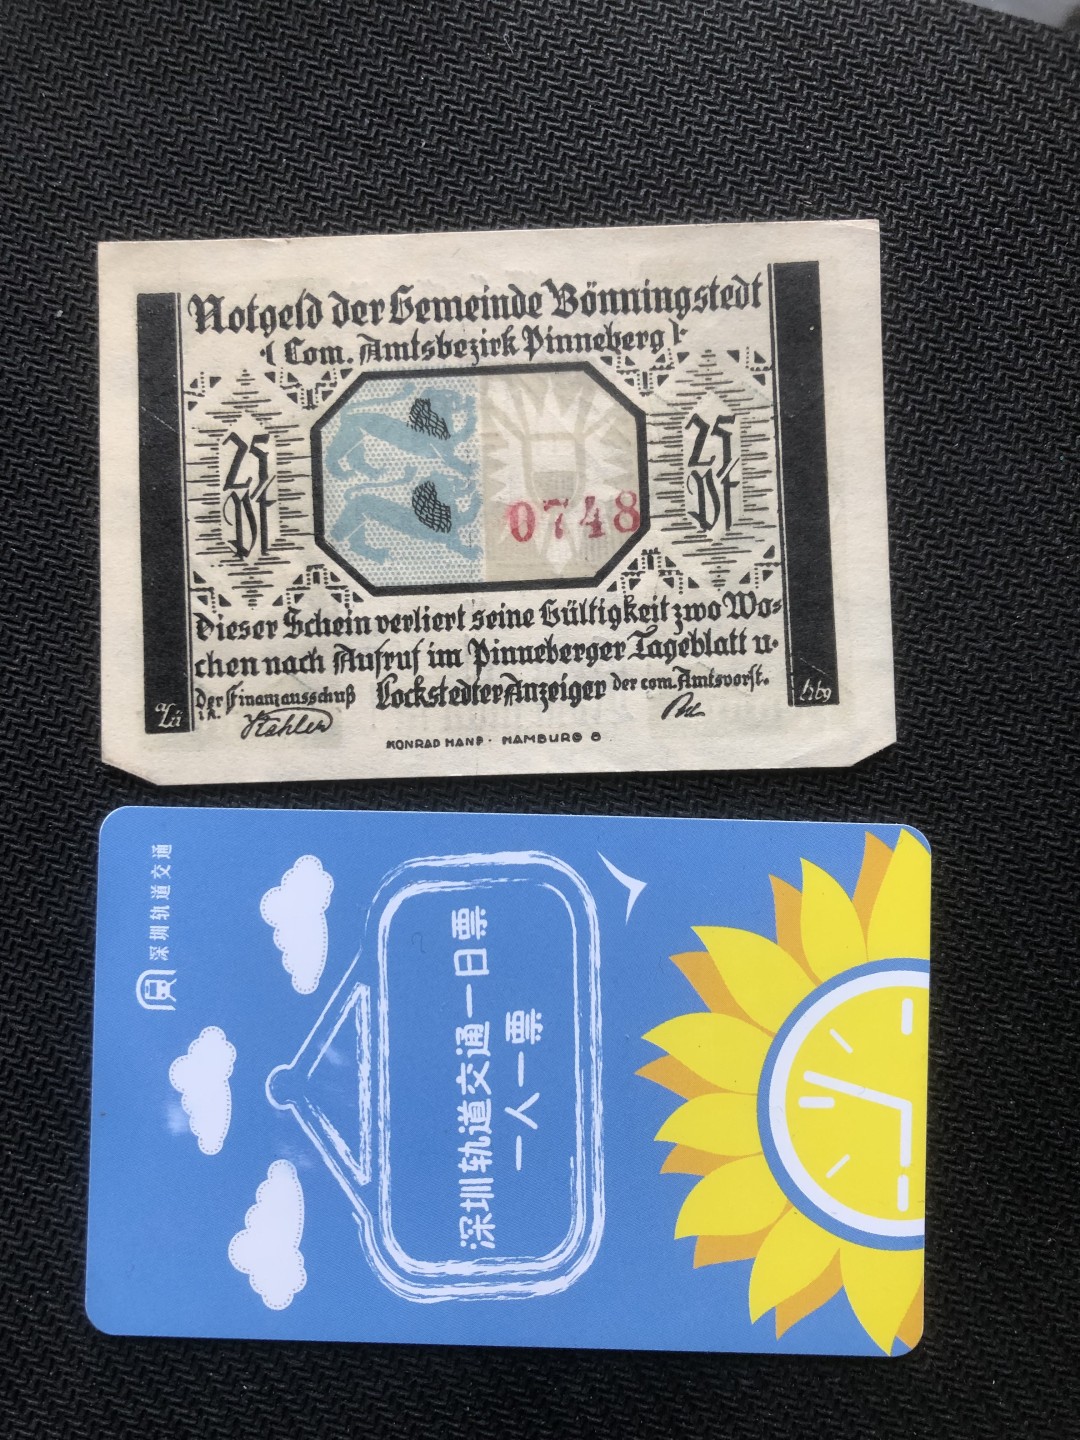 Notgeld der Gemeinde Bönningstedt
(Com. Amtsbezirk Pinneberg)
25
Pf
25
Pf
0748
Dieser Schein verliert seine Gültigkeit zwo Wo=
chen nach Aufruf im Pinneberger Tageblatt u.
Lockstedter Anzeiger
Der Finanzausschuß
i.A.
der com. Amtsvorst.
hbg
KONRAD HANF · HAMBURG 8
深圳轨道交通
深圳轨道交通一日票
一人一票